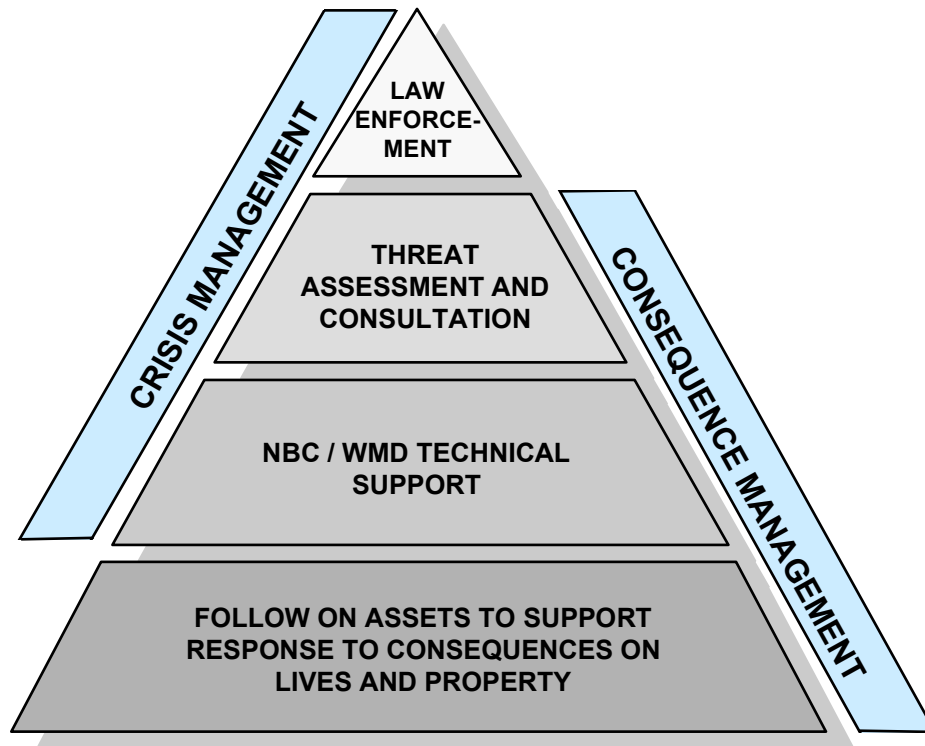 LAW
ENFORCE-
MENT
CRISIS MANAGEMENT
THREAT
ASSESSMENT AND
CONSULTATION
CONSEQUENCE MANAGEMENT
NBC / WMD TECHNICAL
SUPPORT
FOLLOW ON ASSETS TO SUPPORT
RESPONSE TO CONSEQUENCES ON
LIVES AND PROPERTY